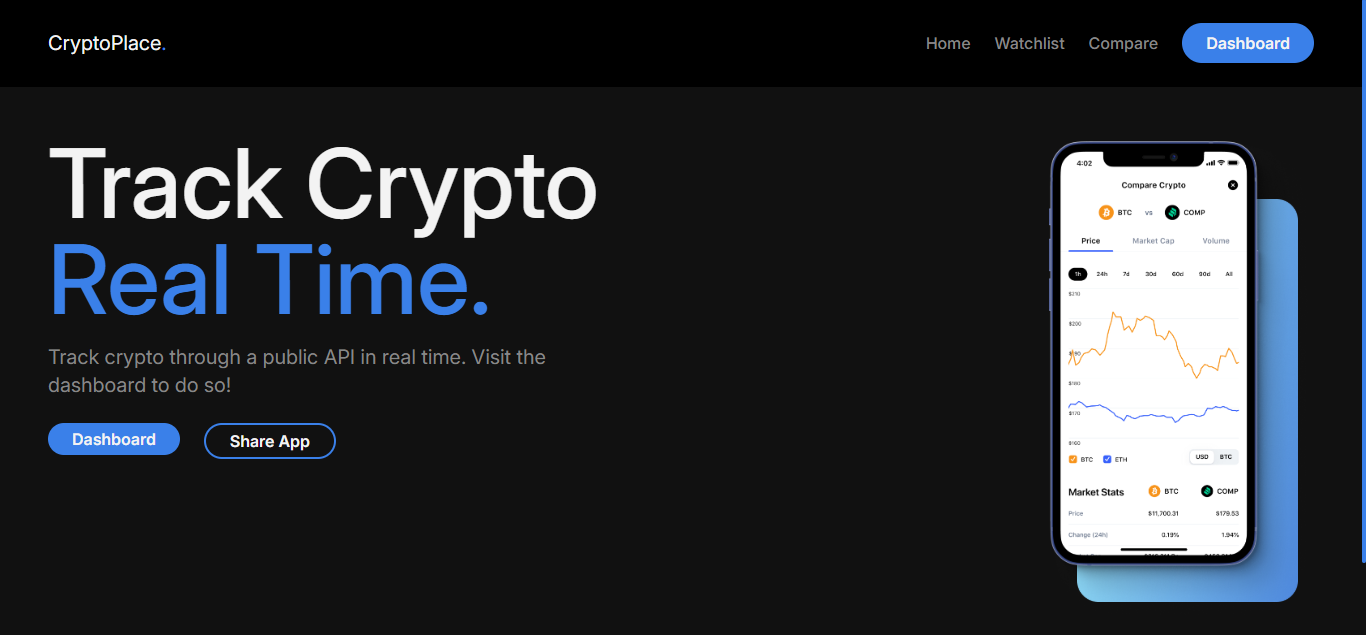 CryptoPlace.
Home Watchlist Compare Dashboard
Track Crypto
Real Time.
Track crypto through a public API in real time. Visit the
dashboard to do so!
Dashboard Share App
4:02
Compare Crypto
BTC vs COMP
Price Market Cap Volume
1h 24h 7d 30d 60d 90d All
$210
$200
$190
$180
$170
$160
BTC ETH USD BTC
Market Stats BTC COMP
Price $11,700.31 $179.53
Change (24h) 0.19% 1.94%